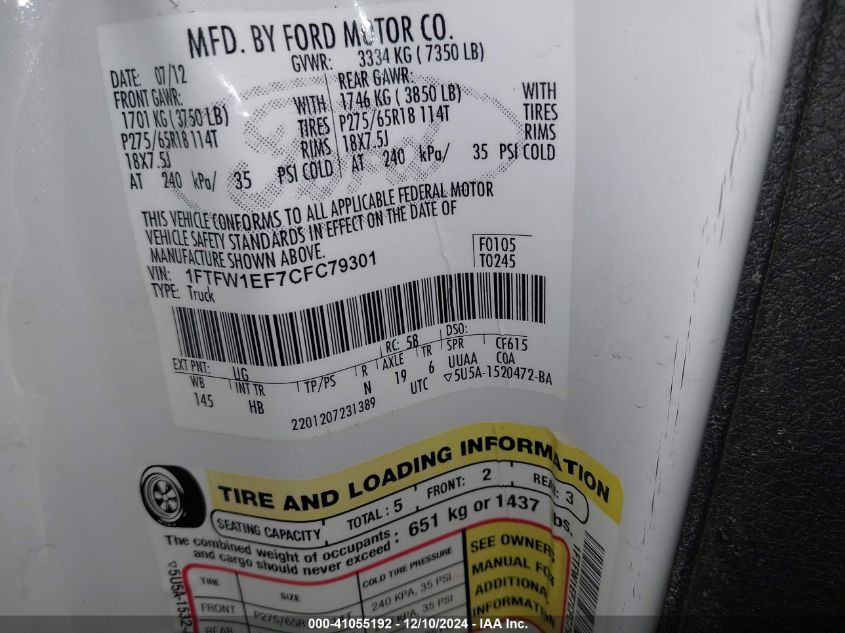 MFD. BY FORD MOTOR CO.
DATE: 07/12
GVWR: 3334 KG ( 7350 LB)
FRONT GAWR:
REAR GAWR:
1701 KG ( 3750 LB) WITH
1746 KG ( 3850 LB) WITH
P275/65R18 114T TIRES
P275/65R18 114T TIRES
18X7.5J RIMS
18X7.5J RIMS
AT 240 kPa/ 35 PSI COLD
AT 240 kPa/ 35 PSI COLD
Ford
THIS VEHICLE CONFORMS TO ALL APPLICABLE FEDERAL MOTOR
VEHICLE SAFETY STANDARDS IN EFFECT ON THE DATE OF
MANUFACTURE SHOWN ABOVE.
VIN: 1FTFW1EF7CFC79301
F0105
T0245
TYPE: Truck
EXT PNT: UG RC: 58 DSO:
WB INT TR TP/PS R AXLE TR SPR CF615
145 HB N 19 6 UUAA COA
2201207231389 UTC ▽5U5A-1520472-BA
TIRE AND LOADING INFORMATION
SEATING CAPACITY TOTAL : 5 FRONT: 2 REAR: 3
The combined weight of occupants
and cargo should never exceed : 651 kg or 1437 lbs.
TIRE SIZE COLD TIRE PRESSURE
FRONT P275/65R 240 KPA, 35 PSI
REAR 240 KPA, 35 PSI
SEE OWNERS
MANUAL FOR
ADDITIONAL
INFORMATION
▽5U5A-1532
000-41055192 - 12/10/2024 - IAA Inc.